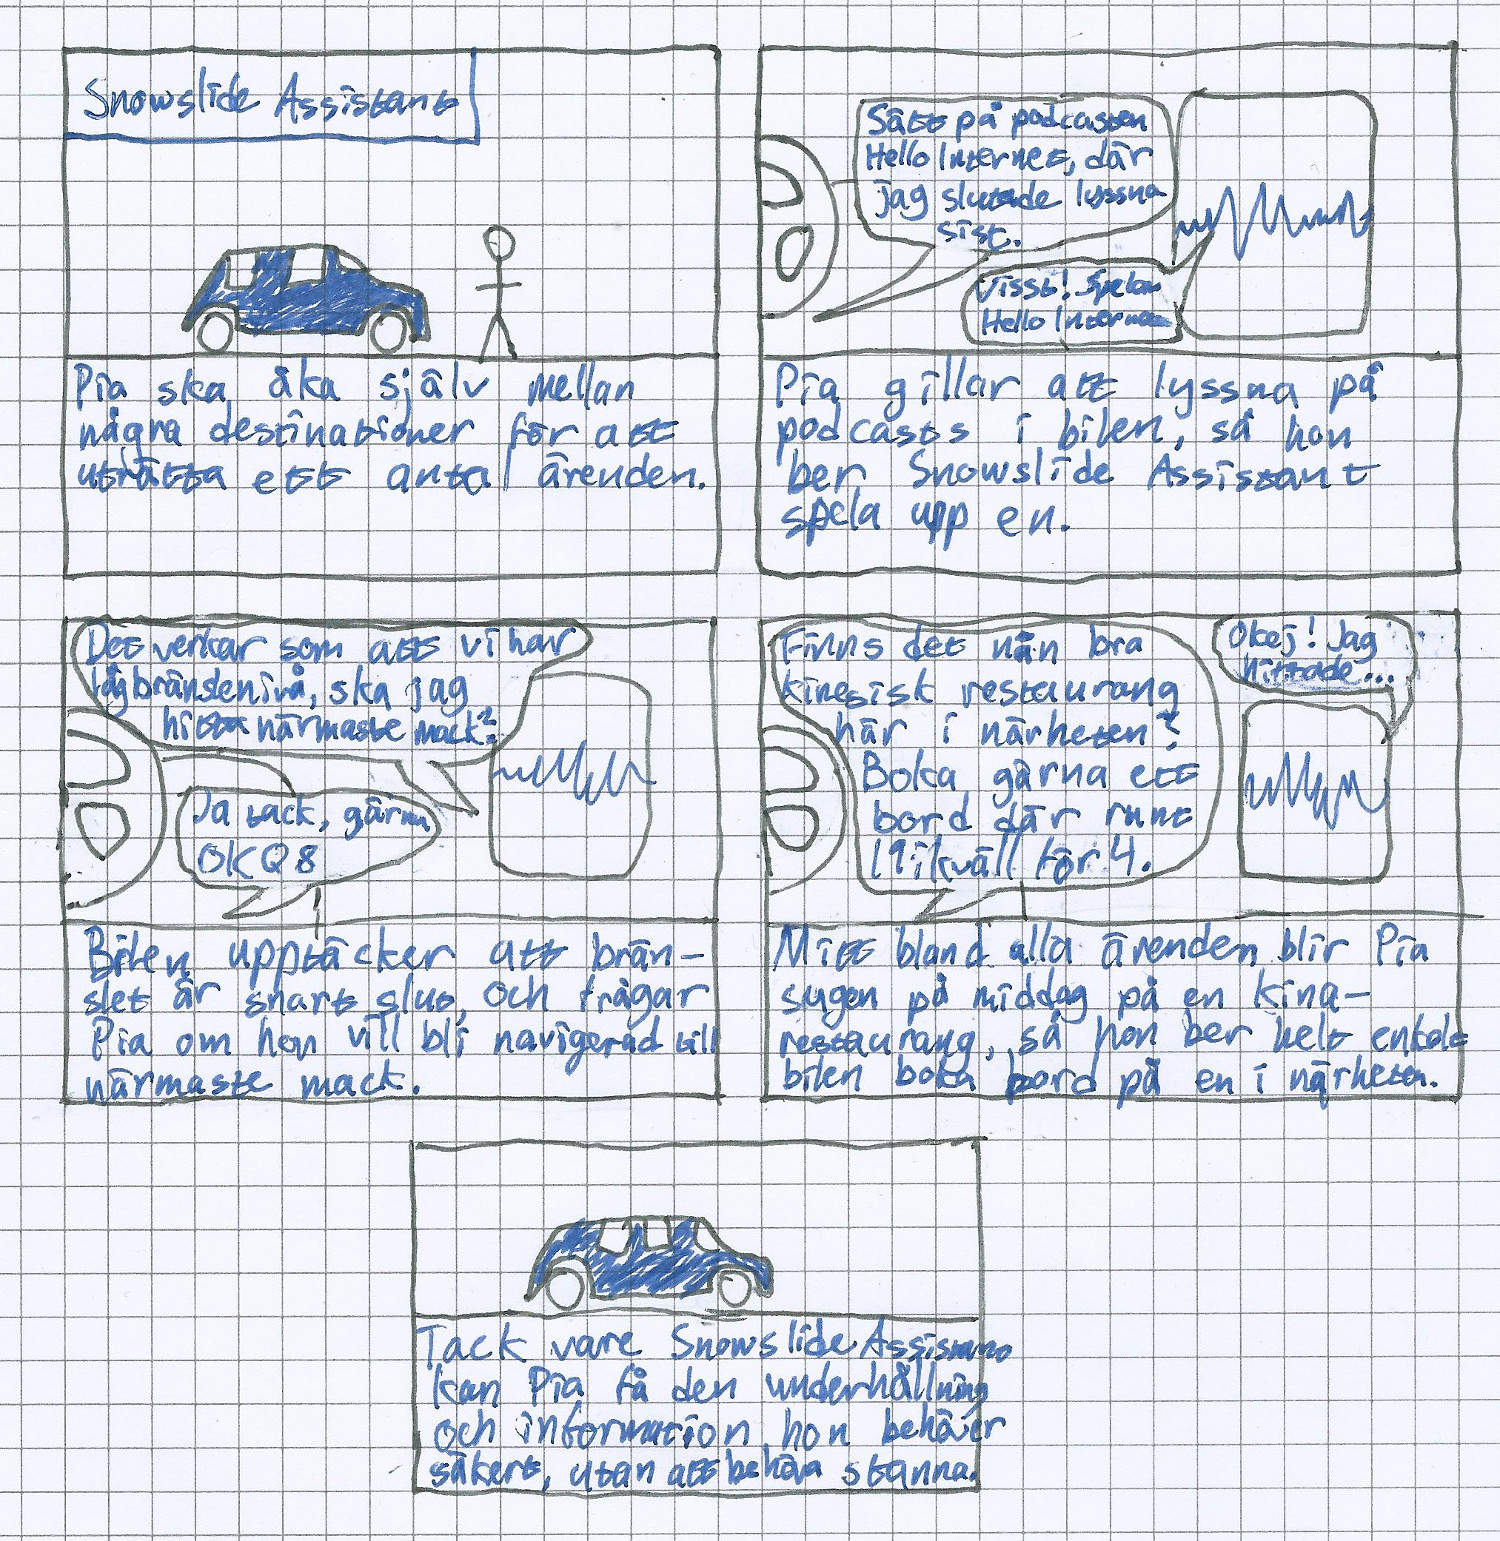 Snowslide Assistant
Pia ska åka själv mellan
några destinationer för att
uträtta ett antal ärenden.
Sätt på podcasten
Hello Internet, där
jag slutade lyssna
sist.
Visst! Spelar
Hello Internet
Pia gillar att lyssna på
podcasts i bilen, så hon
ber Snowslide Assistant
spela upp en.
Det verkar som att vi har
låg bränslenivå, ska jag
hitta närmaste mack?
Ja tack, gärna
OKQ8
Bilen upptäcker att brän-
slet är snart slut, och frågar
Pia om hon vill bli navigerad till
närmaste mack.
Finns det nån bra
kinesisk restaurang
här i närheten?
Boka gärna ett
bord där runt
19 ikväll för 4.
Okej! Jag
hittade...
Mitt bland alla ärenden blir Pia
sugen på middag på en kina-
restaurang, så hon ber helt enkelt
bilen boka bord på en i närheten.
Tack vare Snowslide Assistant
kan Pia få den underhållning
och information hon behöver
säkert, utan att behöva stanna.